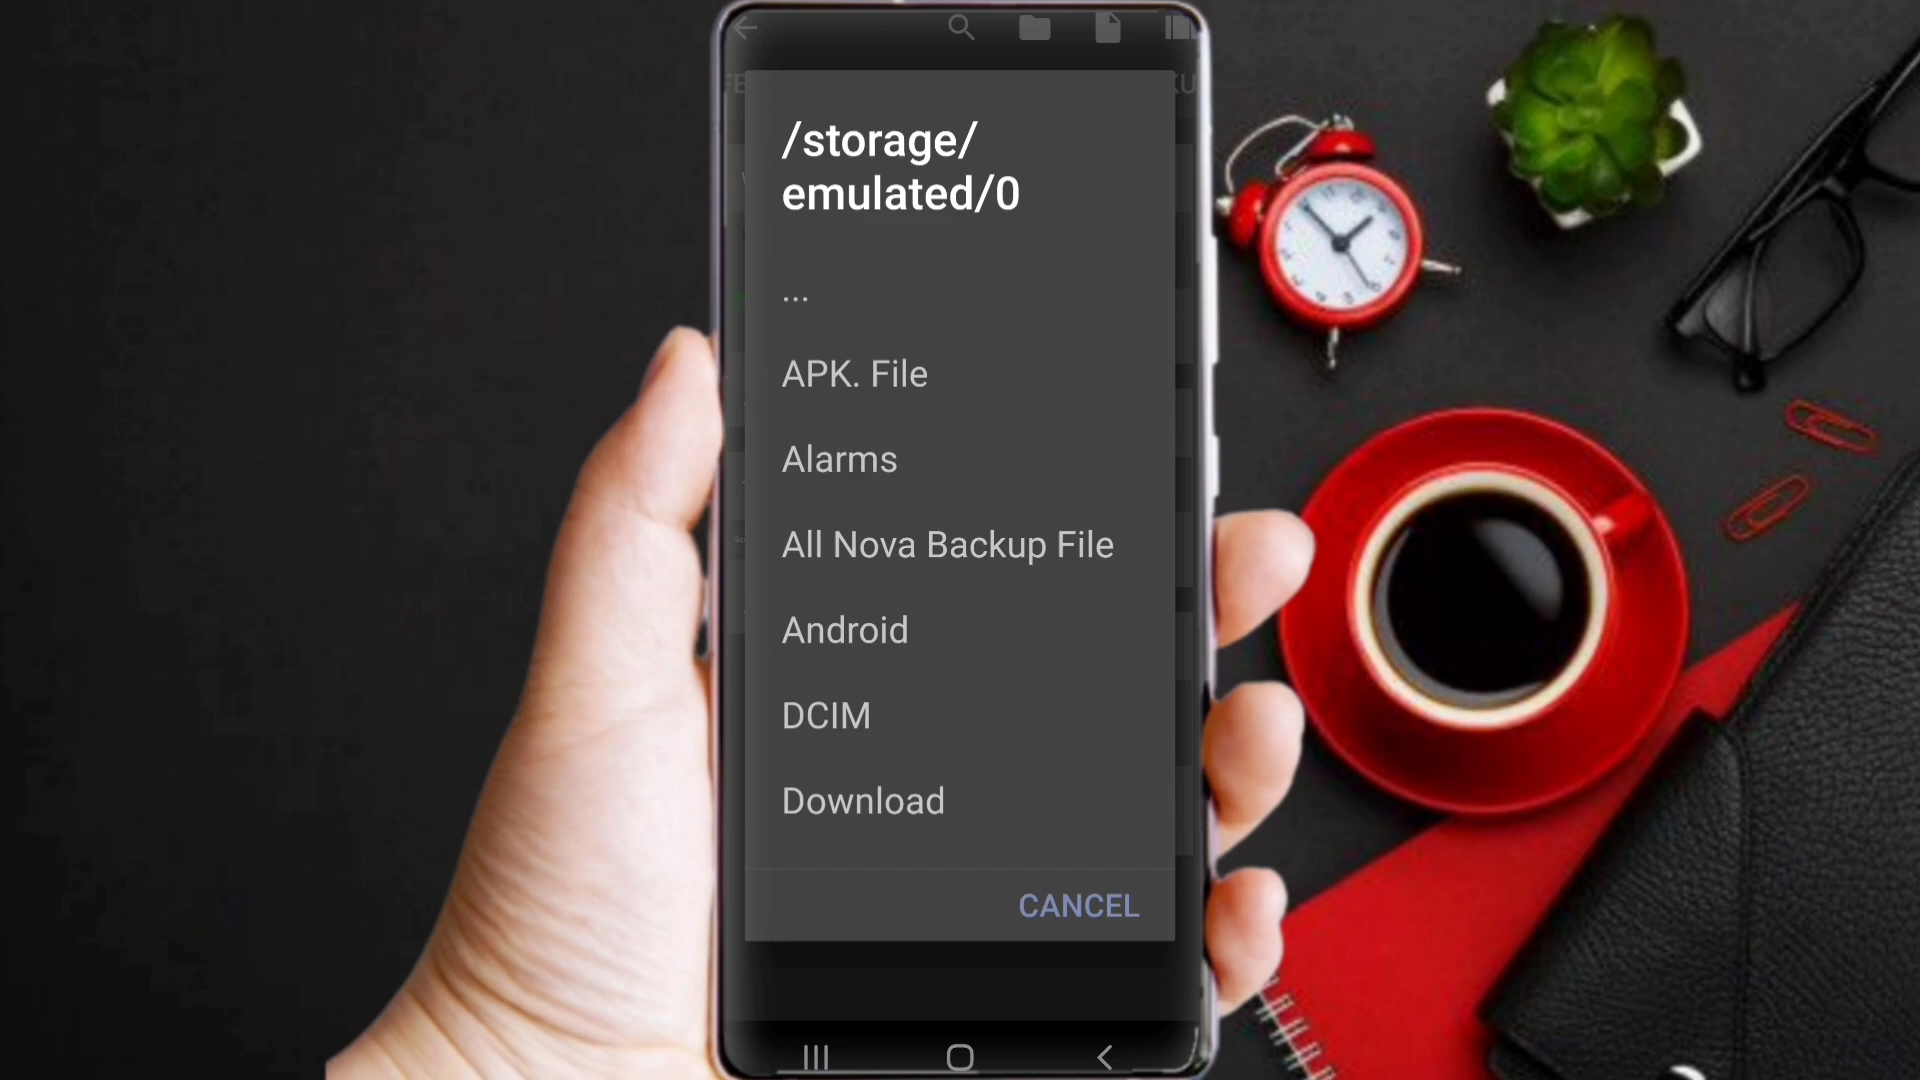 /storage/
emulated/0
...
APK. File
Alarms
All Nova Backup File
Android
DCIM
Download
CANCEL